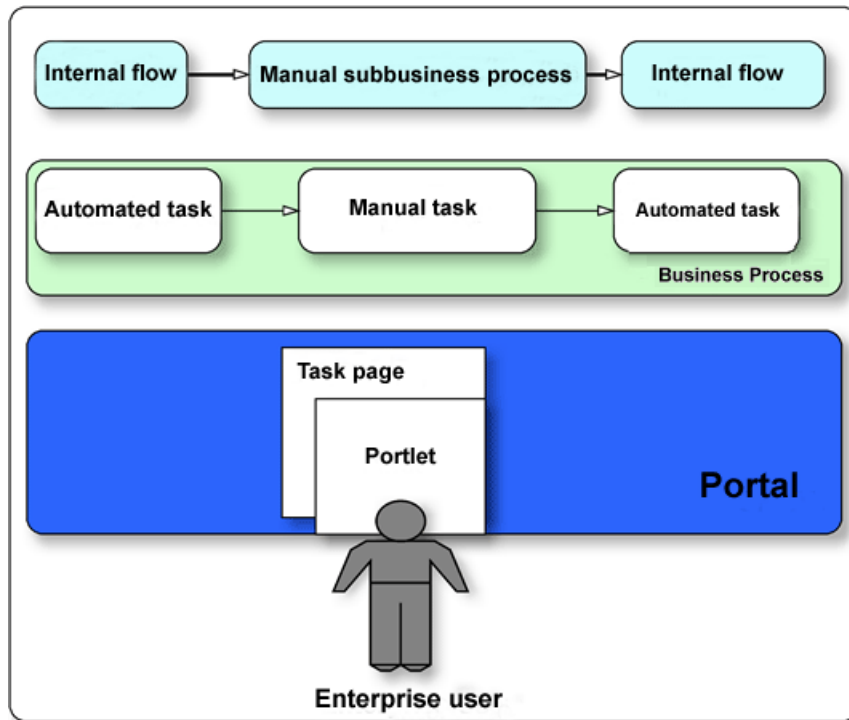 Internal flow
Manual subbusiness process
Internal flow
Automated task
Manual task
Automated task
Business Process
Task page
Portlet
Portal
Enterprise user